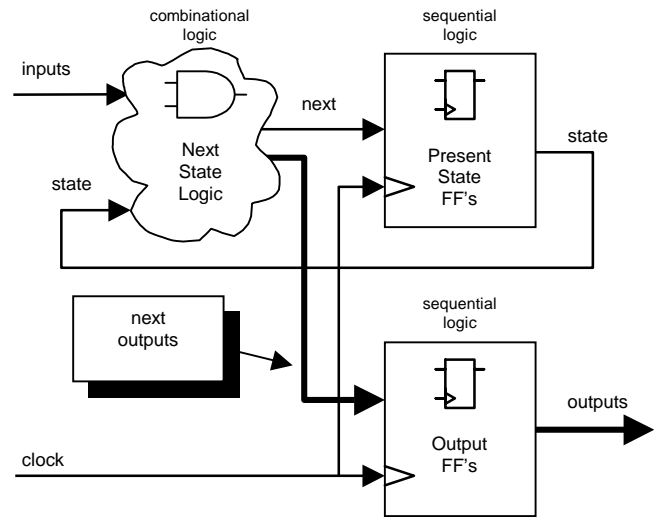 combinational
logic
sequential
logic
inputs
next
state
Next
State
Logic
Present
State
FF's
state
next
outputs
sequential
logic
outputs
Output
FF's
clock